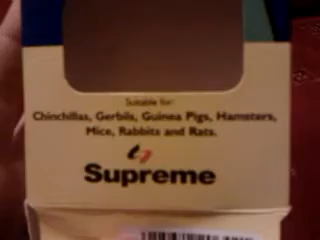 Suitable for:
Chinchillas, Gerbils, Guinea Pigs, Hamsters,
Mice, Rabbits and Rats.
Supreme